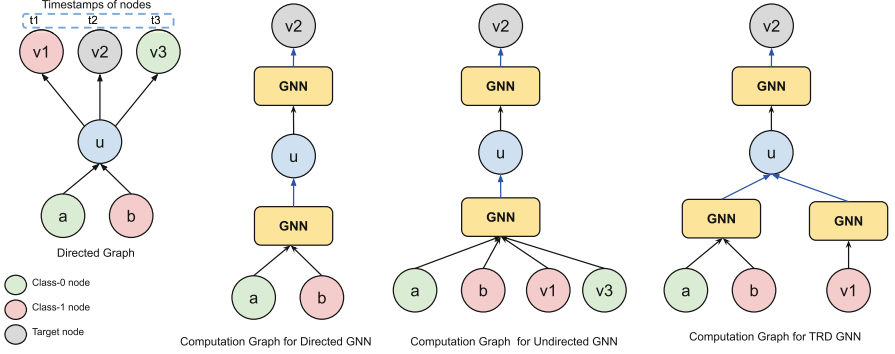 Timestamps of nodes
t1 t2 t3
v1 v2 v3
u
a b
Directed Graph
Class-0 node
Class-1 node
Target node
v2
GNN
u
GNN
a b
Computation Graph for Directed GNN
v2
GNN
u
GNN
a b v1 v3
Computation Graph for Undirected GNN
v2
GNN
u
GNN GNN
a b v1
Computation Graph for TRD GNN